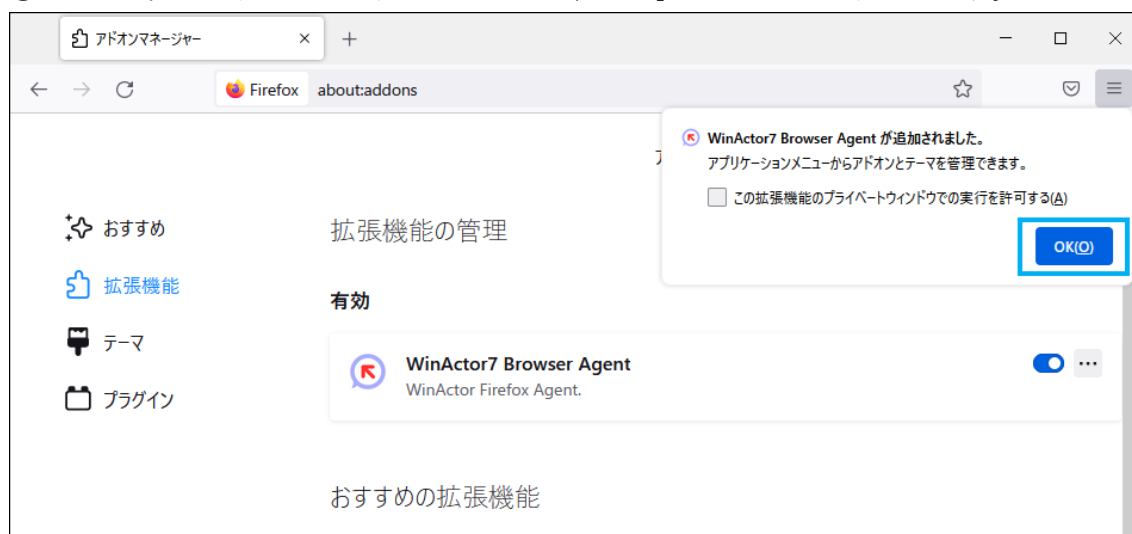 アドオンマネージャー
Firefox about:addons
WinActor7 Browser Agent が追加されました。
アプリケーションメニューからアドオンとテーマを管理できます。
この拡張機能のプライベートウィンドウでの実行を許可する(A)
OK(O)
おすすめ
拡張機能
テーマ
プラグイン
拡張機能の管理
有効
WinActor7 Browser Agent
WinActor Firefox Agent.
おすすめの拡張機能